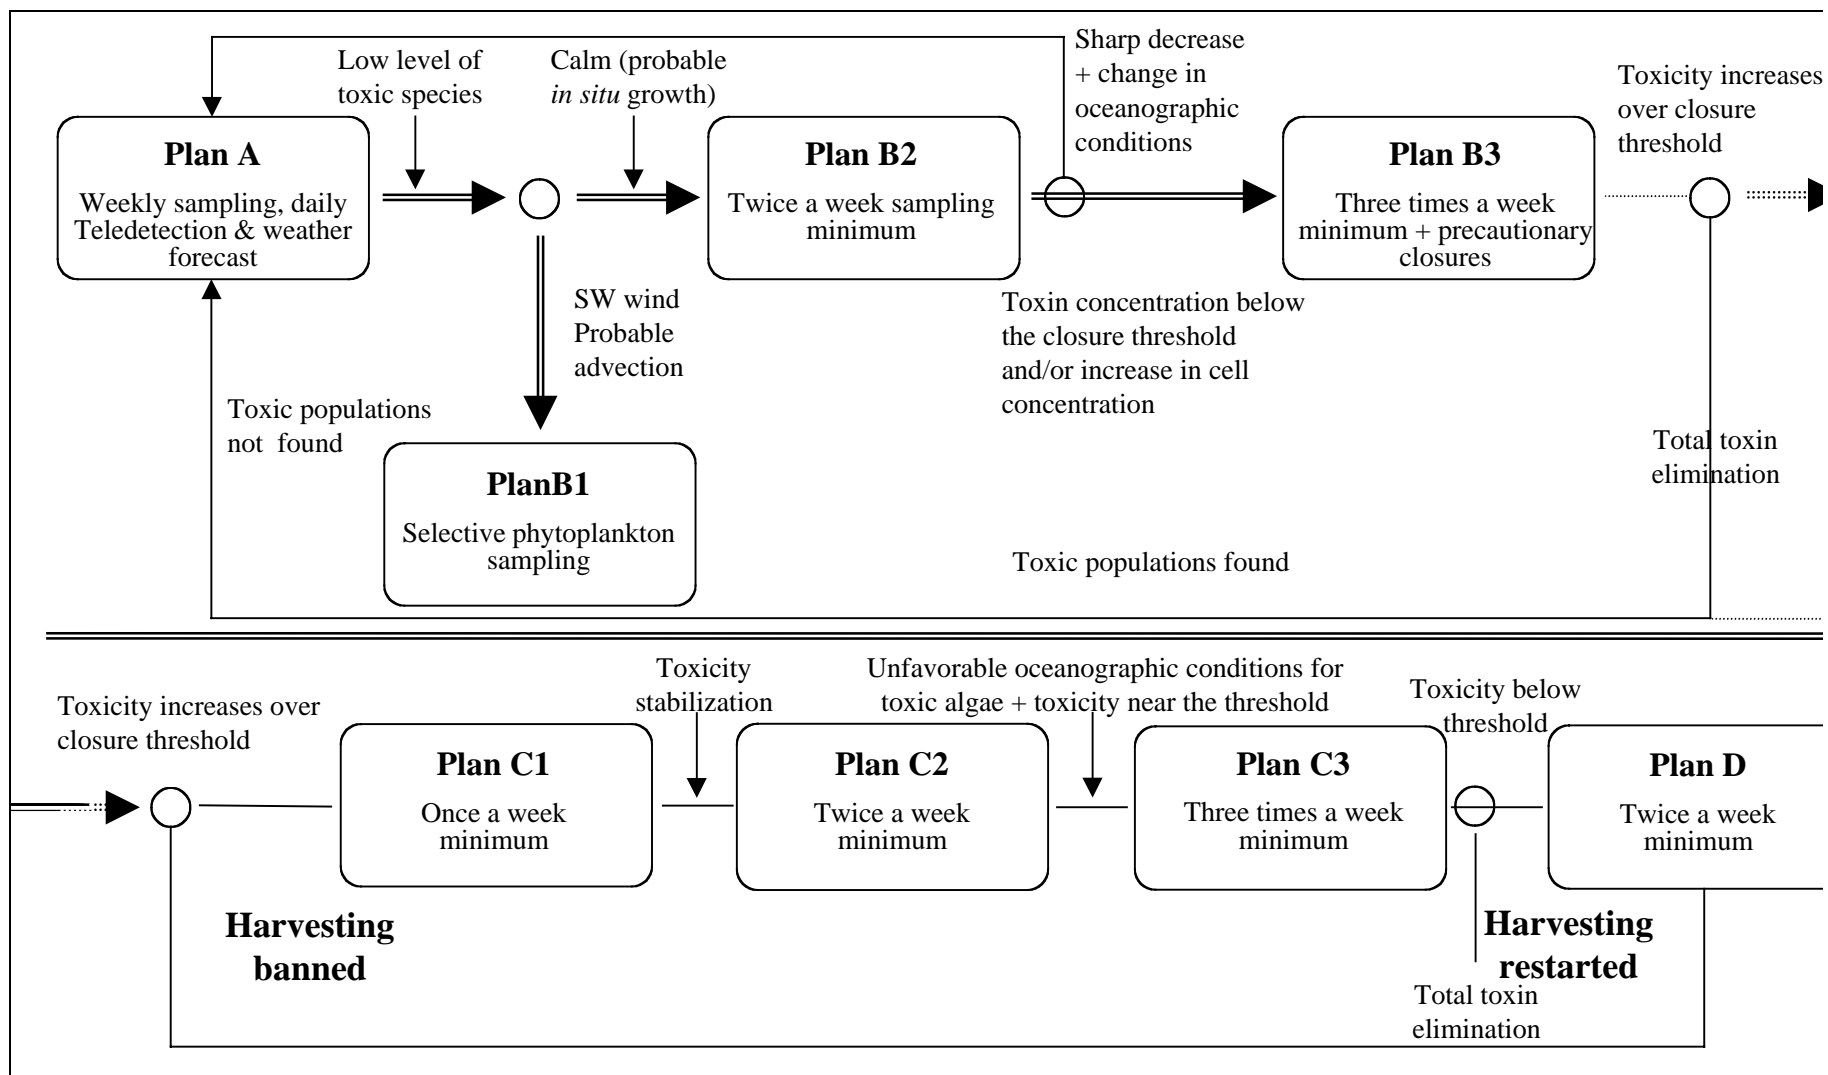 Low level of
toxic species
Calm (probable
in situ growth)
Sharp decrease
+ change in
oceanographic
conditions
Toxicity increases
over closure
threshold
Plan A
Weekly sampling, daily
Teledetection & weather
forecast
Plan B2
Twice a week sampling
minimum
Plan B3
Three times a week
minimum + precautionary
closures
SW wind
Probable
advection
Toxin concentration below
the closure threshold
and/or increase in cell
concentration
Toxic populations
not found
Total toxin
elimination
PlanB1
Selective phytoplankton
sampling
Toxic populations found
Toxicity increases over
closure threshold
Toxicity
stabilization
Unfavorable oceanographic conditions for
toxic algae + toxicity near the threshold
Toxicity below
threshold
Plan C1
Once a week
minimum
Plan C2
Twice a week
minimum
Plan C3
Three times a week
minimum
Plan D
Twice a week
minimum
Harvesting
banned
Harvesting
restarted
Total toxin
elimination